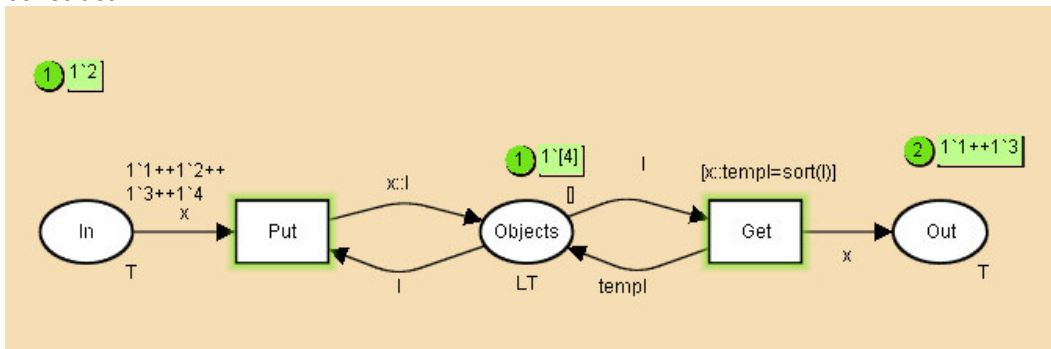 1 1`2
2 1`1++1`3
1 1`[4]
l
[x::templ=sort(l)]
1`1++1`2++
1`3++1`4
x::l
[]
x
In
Put
Objects
Get
Out
T
l
LT
templ
x
T